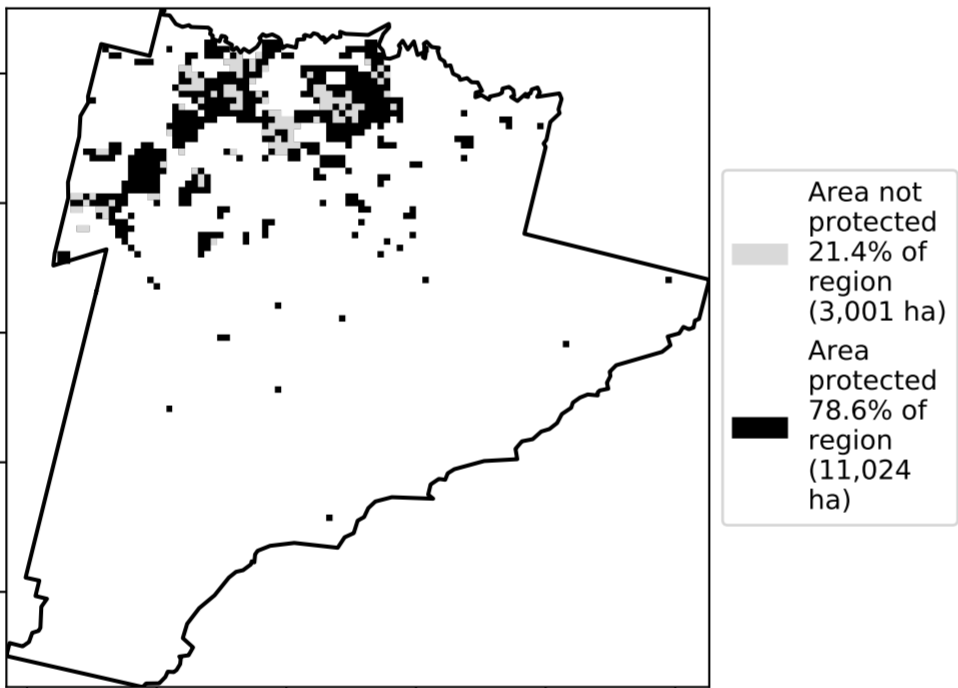 Area not
protected
21.4% of
region
(3,001 ha)
Area
protected
78.6% of
region
(11,024
ha)